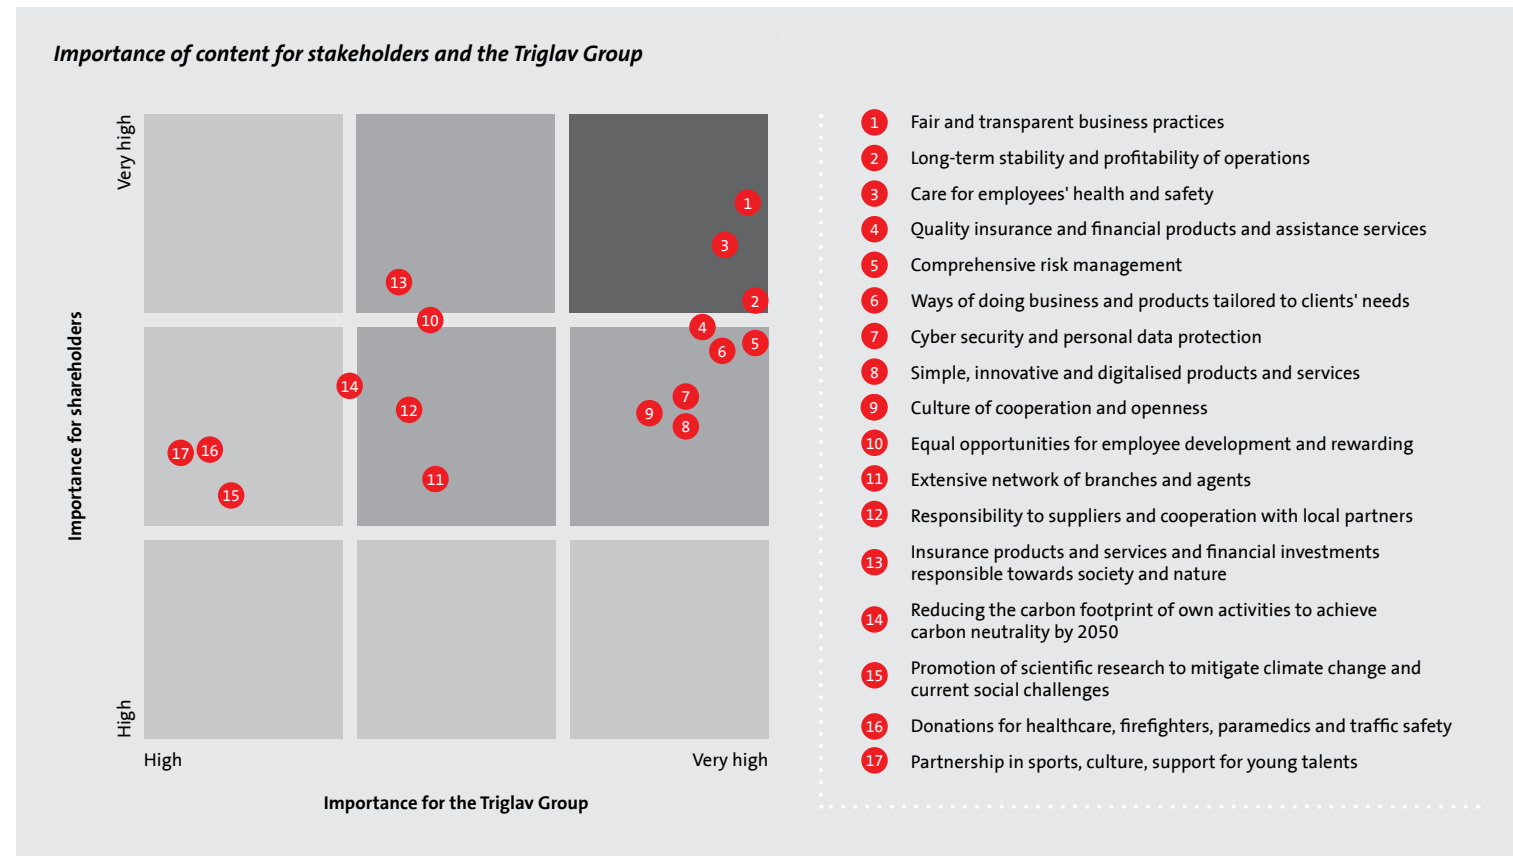 Importance of content for stakeholders and the Triglav Group
Very high
Importance for shareholders
High
1
3
13
2
10
4
5
6
14
7
12
9
8
16
17
11
15
High
Very high
Importance for the Triglav Group
1 Fair and transparent business practices
2 Long-term stability and profitability of operations
3 Care for employees' health and safety
4 Quality insurance and financial products and assistance services
5 Comprehensive risk management
6 Ways of doing business and products tailored to clients' needs
7 Cyber security and personal data protection
8 Simple, innovative and digitalised products and services
9 Culture of cooperation and openness
10 Equal opportunities for employee development and rewarding
11 Extensive network of branches and agents
12 Responsibility to suppliers and cooperation with local partners
13 Insurance products and services and financial investments
responsible towards society and nature
14 Reducing the carbon footprint of own activities to achieve
carbon neutrality by 2050
15 Promotion of scientific research to mitigate climate change and
current social challenges
16 Donations for healthcare, firefighters, paramedics and traffic safety
17 Partnership in sports, culture, support for young talents